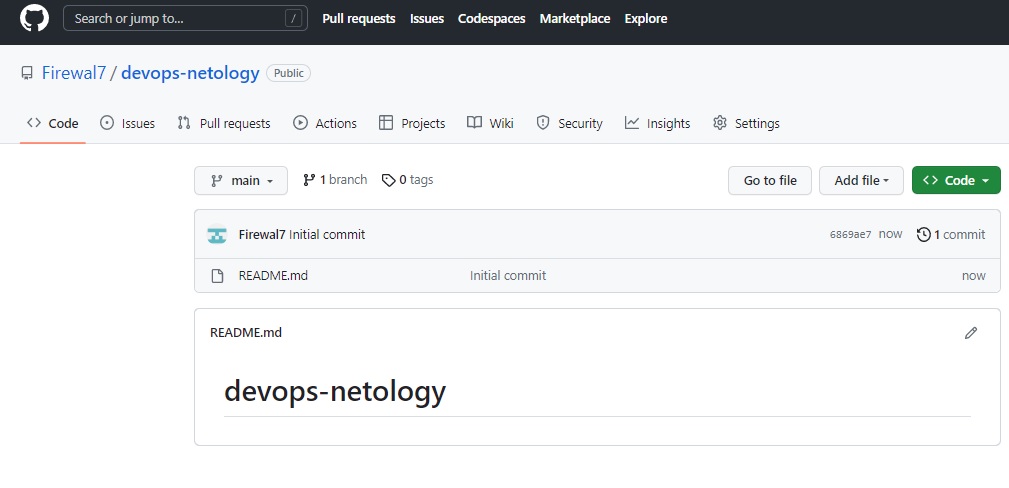 Search or jump to... / Pull requests Issues Codespaces Marketplace Explore
Firewal7 / devops-netology Public
Code Issues Pull requests Actions Projects Wiki Security Insights Settings
main 1 branch 0 tags Go to file Add file Code
Firewal7 Initial commit 6869ae7 now 1 commit
README.md Initial commit now
README.md
devops-netology